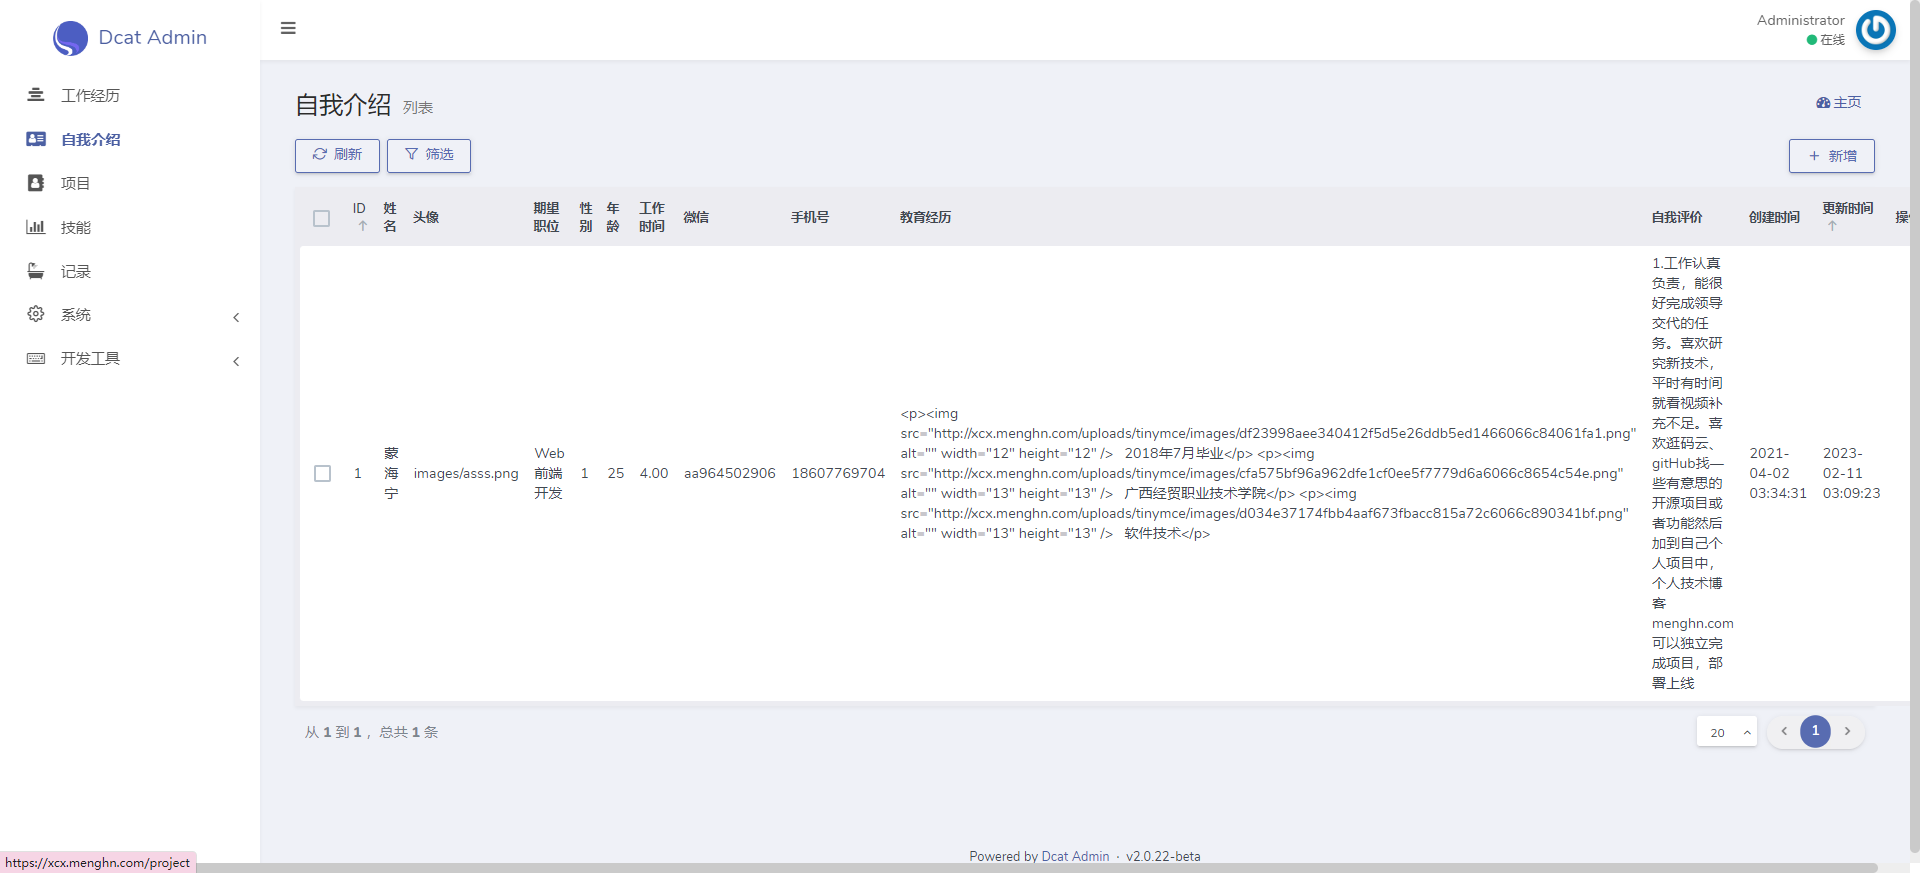 Dcat Admin
Administrator
在线
工作经历
自我介绍
项目
技能
记录
系统
开发工具
自我介绍 列表
主页
刷新
筛选
+ 新增
ID
姓名
头像
期望
职位
性别
年龄
工作
时间
微信
手机号
教育经历
自我评价
创建时间
更新时间
1
蒙
海
宁
images/asss.png
Web
前端
开发
1
25
4.00
aa964502906
18607769704
<p><img
src="http://xcx.menghn.com/uploads/tinymce/images/df23998aee340412f5d5e26ddb5ed1466066c84061fa1.png"
alt="" width="12" height="12" /> 2018年7月毕业</p> <p><img
src="http://xcx.menghn.com/uploads/tinymce/images/cfa575bf96a962dfe1cf0ee5f7779d6a6066c8654c54e.png"
alt="" width="13" height="13" /> 广西经贸职业技术学院</p> <p><img
src="http://xcx.menghn.com/uploads/tinymce/images/d034e37174fbb4aaf673fbacc815a72c6066c890341bf.png"
alt="" width="13" height="13" /> 软件技术</p>
1.工作认真
负责，能很
好完成领导
交代的任
务。喜欢研
究新技术，
平时有时间
就看视频补
充不足。喜
欢逛码云、
gitHub找一
些有意思的
开源项目或
者功能然后
加到自己个
人项目中，
个人技术博
客
menghn.com
可以独立完
成项目，部
署上线
2021-
04-02
03:34:31
2023-
02-11
03:09:23
从 1 到 1 ，总共 1 条
20
1
Powered by Dcat Admin · v2.0.22-beta
https://xcx.menghn.com/project